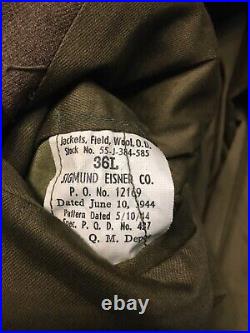 Jackets, Field, Wool, O.D.
Stock No. 55-J-384-585
36L
SIGMUND EISNER CO.
P. O. No. 12169
Dated June 10, 1944
Pattern Dated 5/10/44
Spec. P. Q. D. No. 437
Q. M. Dept.